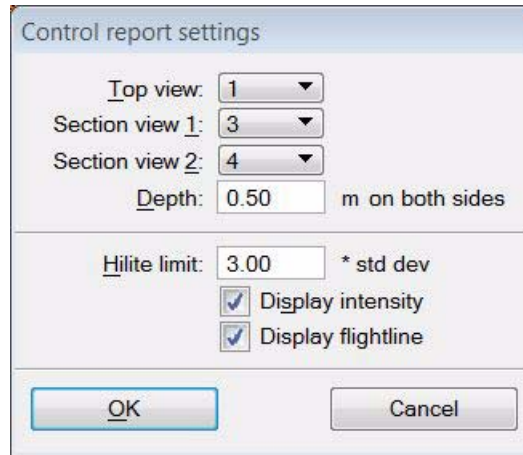 Control report settings
Top view: 1
Section view 1: 3
Section view 2: 4
Depth: 0.50 m on both sides
Hilite limit: 3.00 * std dev
Display intensity
Display flightline
OK Cancel